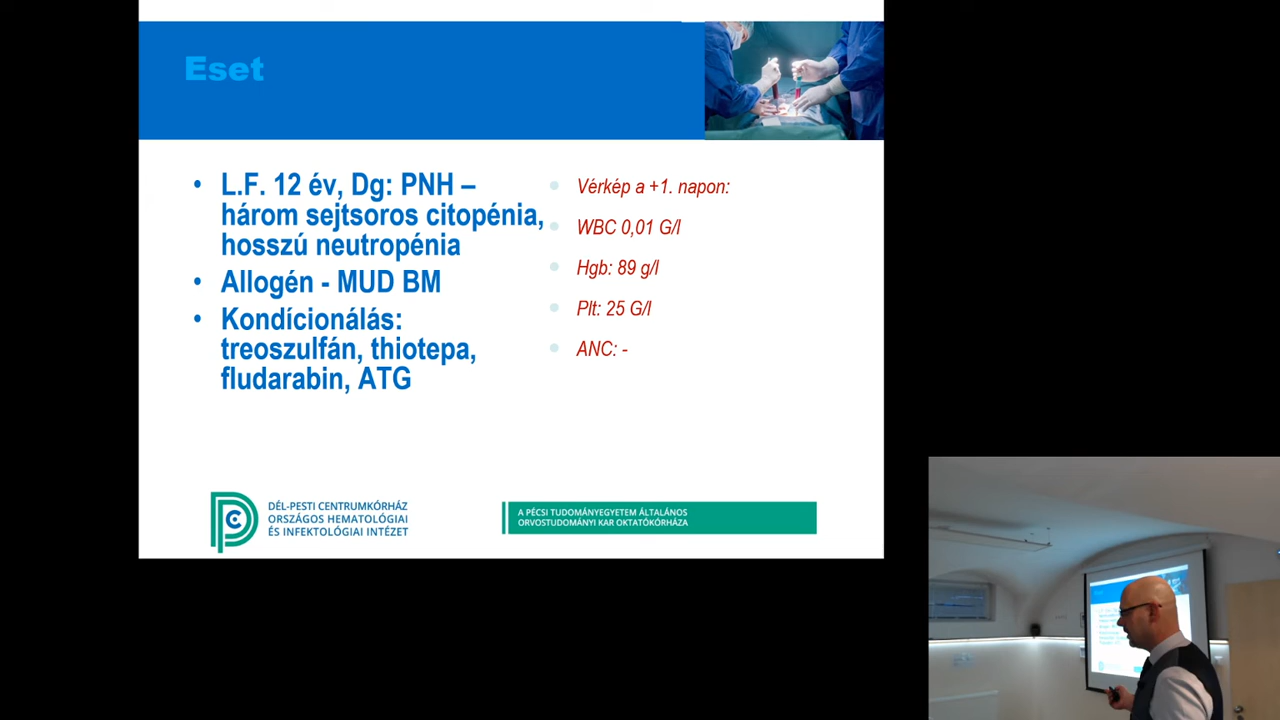 Eset
• L.F. 12 év, Dg: PNH –
három sejtsoros citopénia,
hosszú neutropénia
• Allogén - MUD BM
• Kondícionálás:
treoszulfán, thiotepa,
fludarabin, ATG
Vérkép a +1. napon:
WBC 0,01 G/l
Hgb: 89 g/l
Plt: 25 G/l
ANC: -
DÉL-PESTI CENTRUMKÓRHÁZ
ORSZÁGOS HEMATOLÓGIAI
ÉS INFEKTOLÓGIAI INTÉZET
A PÉCSI TUDOMÁNYEGYETEM ÁLTALÁNOS
ORVOSTUDOMÁNYI KAR OKTATÓKÓRHÁZA